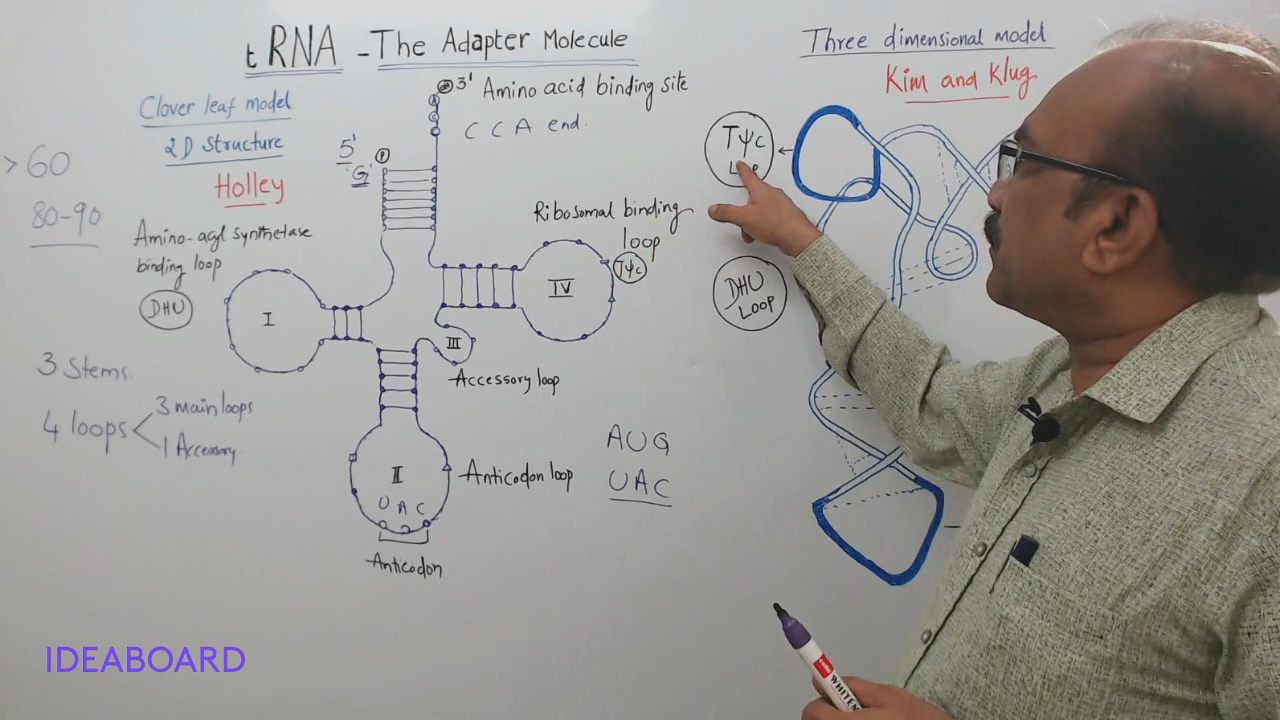 tRNA - The Adapter Molecule
Clover leaf model
2D Structure
Holley
> 60
80-90
3' Amino acid binding site
C C A end.
A
C
C
5'
P
'G'
Amino-acyl synthetase
binding loop
DHU
I
Ribosomal binding
loop
TΨC
IV
III
Accessory loop
3 Stems.
4 loops
3 main loops
1 Accessory
II
U A C
Anticodon loop
Anticodon
AUG
UAC
Three dimensional model
Kim and Klug
TΨC
DHU
LOOP
IDEABOARD
WHITE